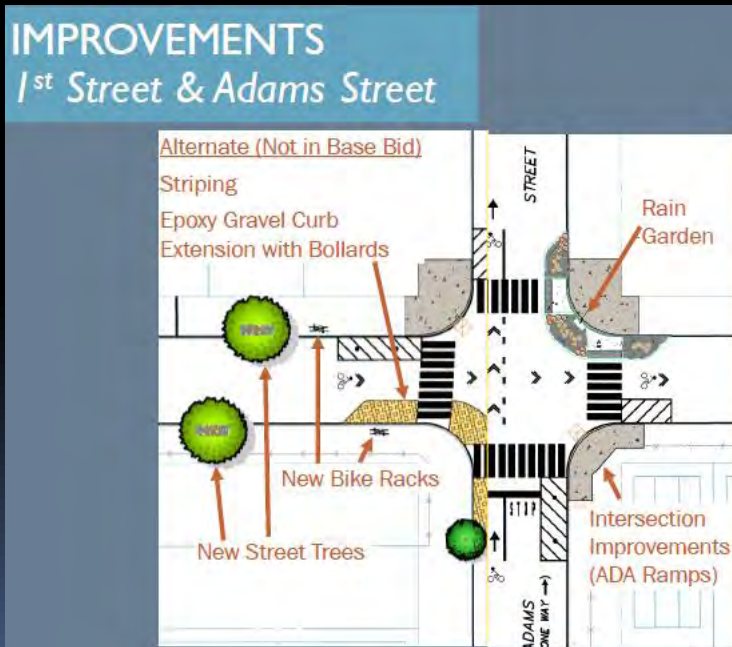 IMPROVEMENTS
1st Street & Adams Street
Alternate (Not in Base Bid)
Striping
Epoxy Gravel Curb
Extension with Bollards
STREET
Rain
Garden
New Bike Racks
New Street Trees
Intersection
Improvements
(ADA Ramps)
ADAMS
ONE WAY →)